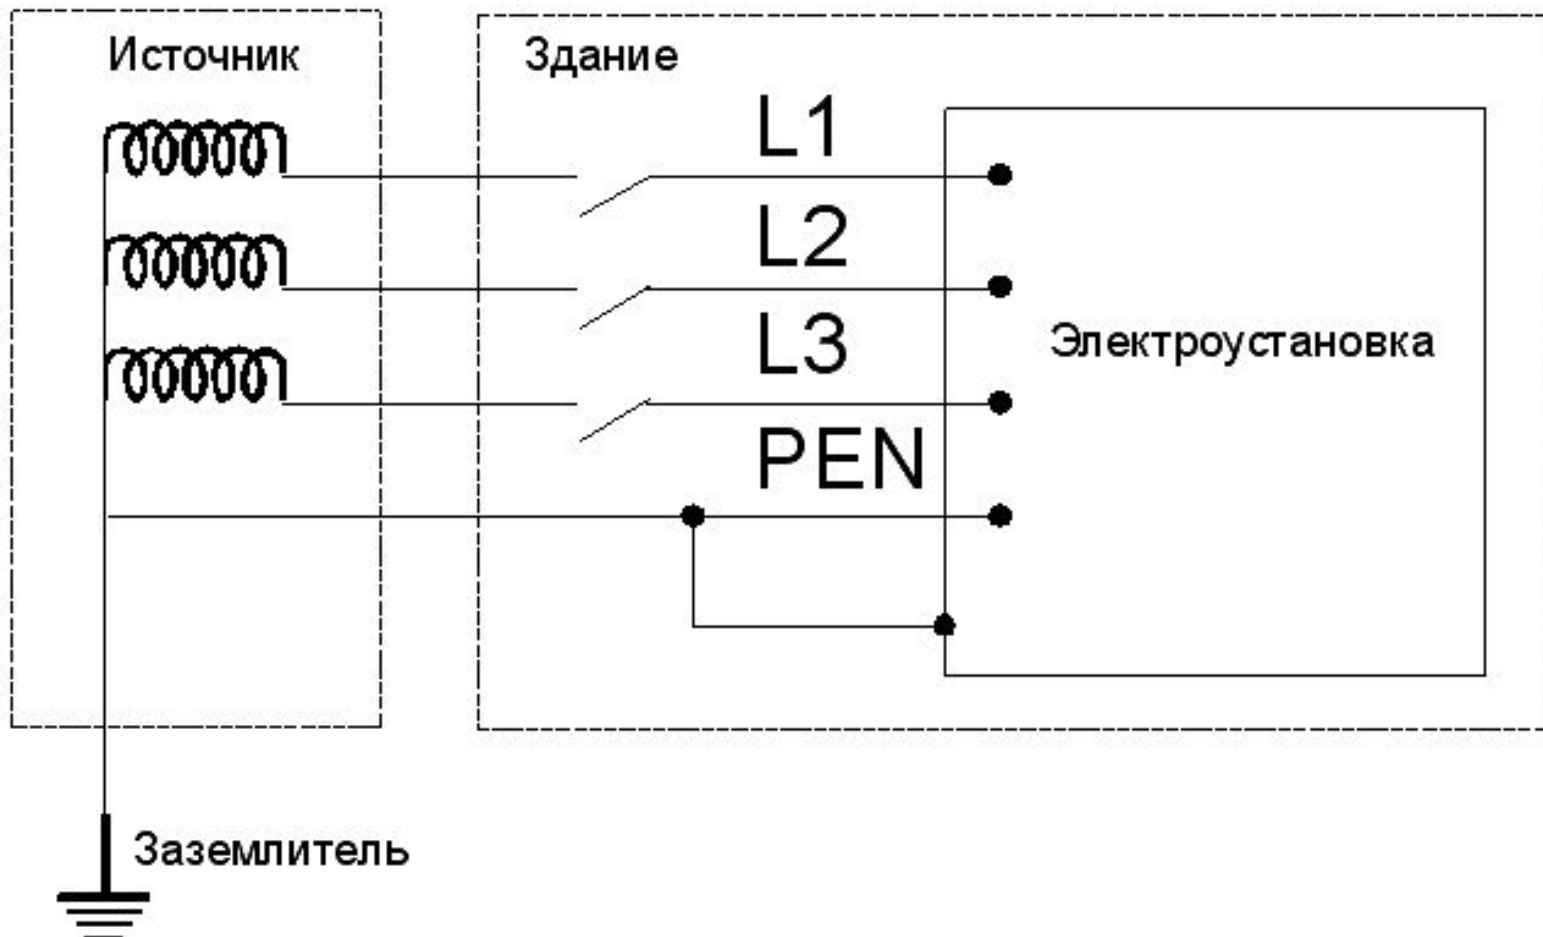 Источник
Здание
L1
L2
L3
Электроустановка
PEN
Заземлитель